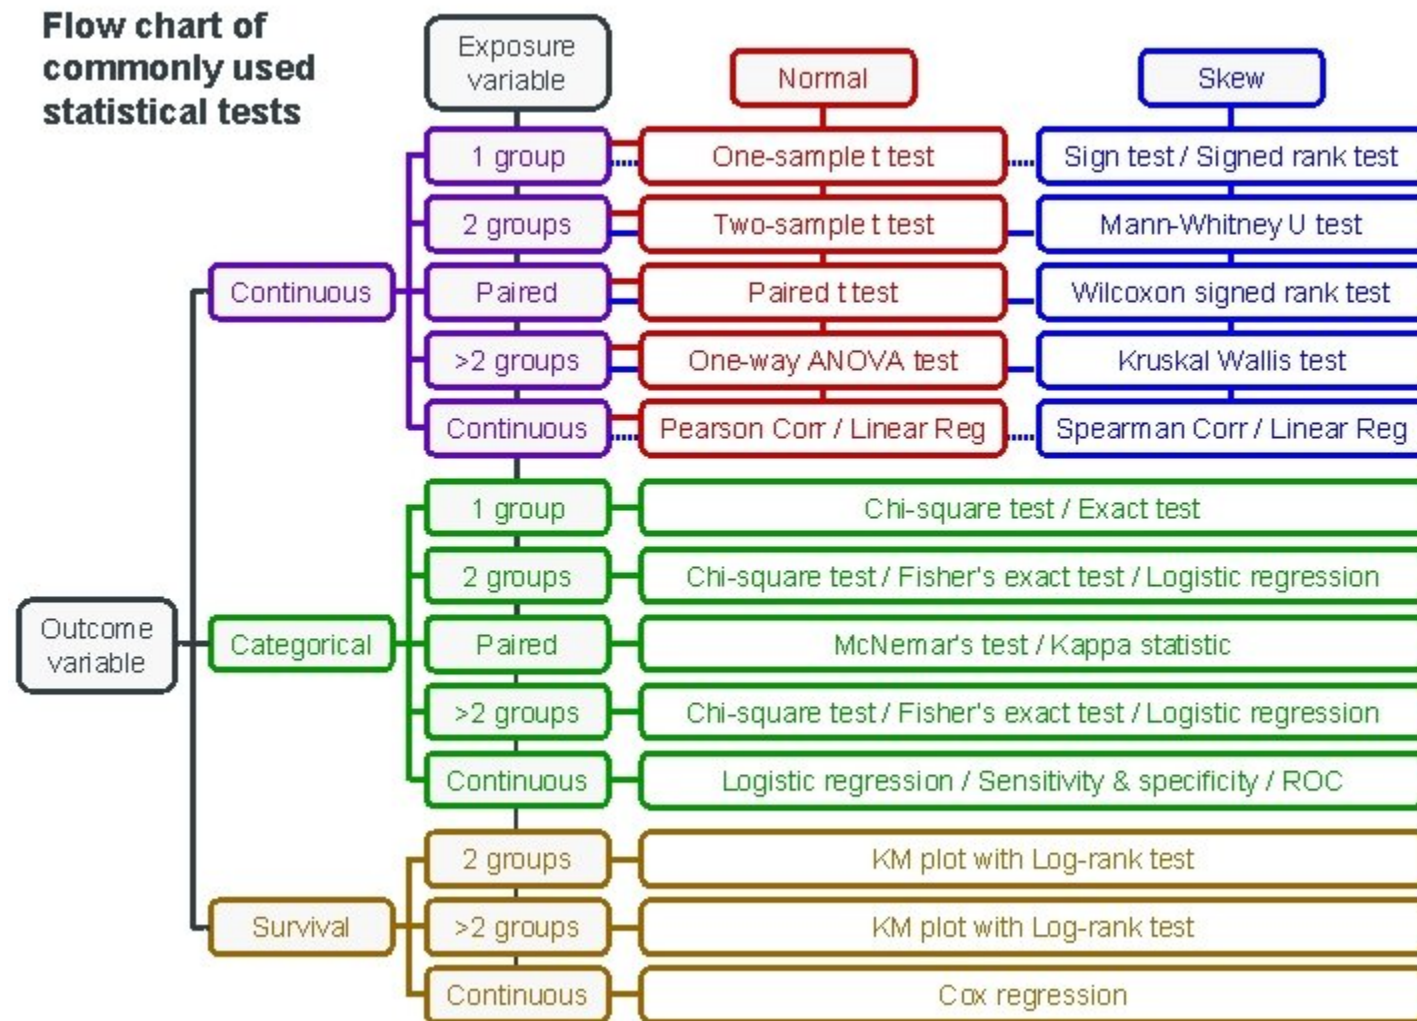 Flow chart of
commonly used
statistical tests
Exposure
variable
Normal
Skew
1 group
One-sample t test
Sign test / Signed rank test
2 groups
Two-sample t test
Mann-Whitney U test
Continuous
Paired
Paired t test
Wilcoxon signed rank test
>2 groups
One-way ANOVA test
Kruskal Wallis test
Continuous
Pearson Corr / Linear Reg
Spearman Corr / Linear Reg
1 group
Chi-square test / Exact test
2 groups
Chi-square test / Fisher's exact test / Logistic regression
Outcome
variable
Categorical
Paired
McNemar's test / Kappa statistic
>2 groups
Chi-square test / Fisher's exact test / Logistic regression
Continuous
Logistic regression / Sensitivity & specificity / ROC
2 groups
KM plot with Log-rank test
Survival
>2 groups
KM plot with Log-rank test
Continuous
Cox regression